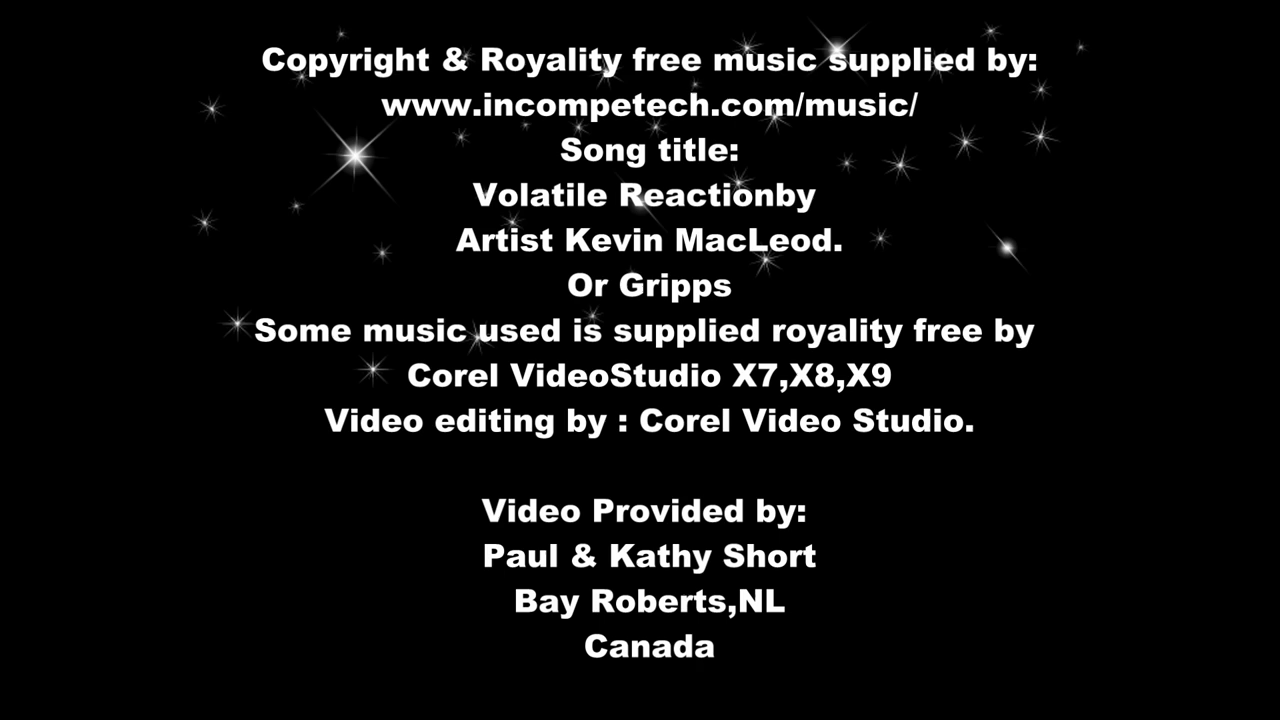 Copyright & Royality free music supplied by:
www.incompetech.com/music/
Song title:
Volatile Reactionby
Artist Kevin MacLeod.
Or Gripps
Some music used is supplied royality free by
Corel VideoStudio X7,X8,X9
Video editing by : Corel Video Studio.
Video Provided by:
Paul & Kathy Short
Bay Roberts,NL
Canada